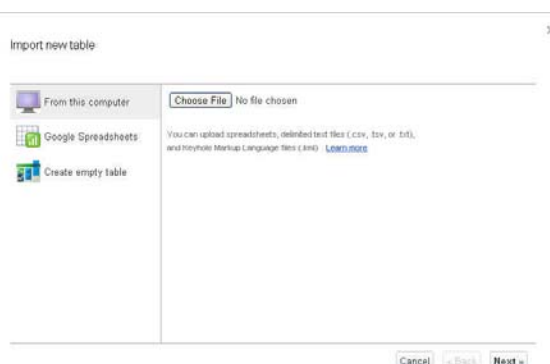 Import new table
From this computer
Choose File No file chosen
Google Spreadsheets
You can upload spreadsheets, delimited text files (.csv, .tsv, or .txt),
and Keyhole Markup Language files (.kml) Learn more
Create empty table
Cancel « Back Next »